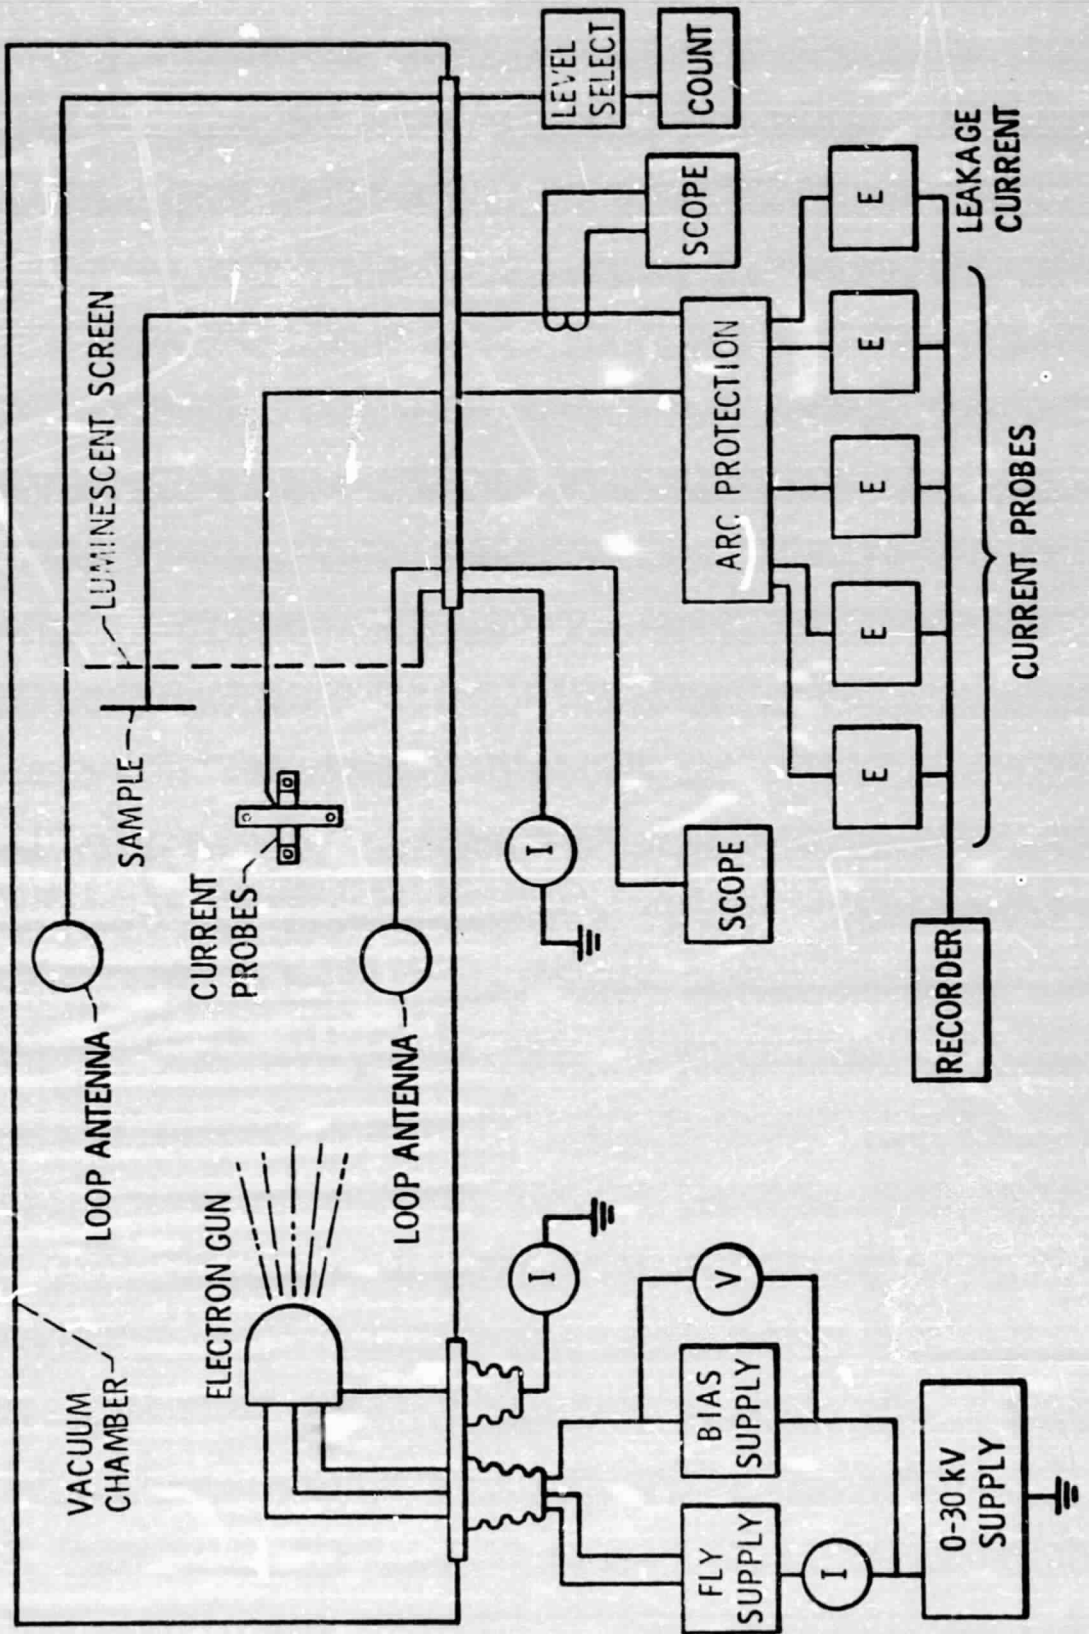 VACUUM
CHAMBER
ELECTRON GUN
LOOP ANTENNA
LOOP ANTENNA
CURRENT
PROBES
SAMPLE
LUMINESCENT SCREEN
I
V
FLY
SUPPLY
BIAS
SUPPLY
I
0-30 kV
SUPPLY
I
SCOPE
ARC PROTECTION
SCOPE
LEVEL
SELECT
COUNT
E
E
E
E
E
RECORDER
CURRENT PROBES
LEAKAGE
CURRENT